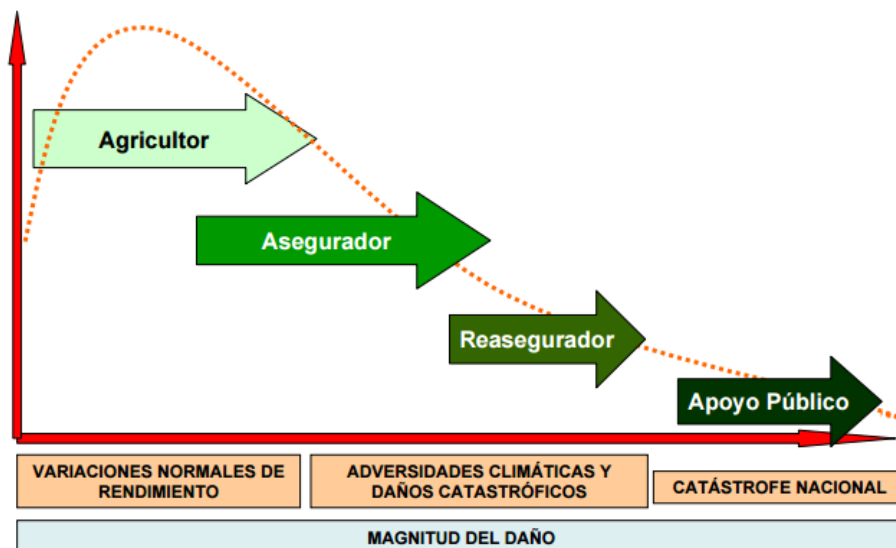 Agricultor
Asegurador
Reasegurador
Apoyo Público
VARIACIONES NORMALES DE
RENDIMIENTO
ADVERSIDADES CLIMÁTICAS Y
DAÑOS CATASTRÓFICOS
CATÁSTROFE NACIONAL
MAGNITUD DEL DAÑO